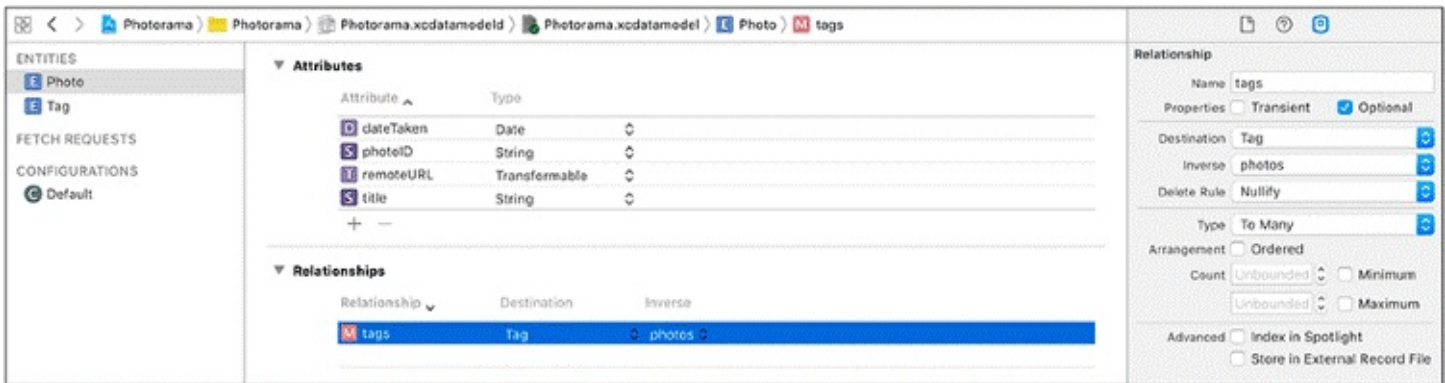 Photorama 〉 Photorama 〉 Photorama.xcdatamodeld 〉 Photorama.xcdatamodel 〉 E Photo 〉 M tags
ENTITIES
E Photo
E Tag
FETCH REQUESTS
CONFIGURATIONS
C Default
Attributes
Attribute Type
D dateTaken Date
S photoID String
T remoteURL Transformable
S title String
+ −
Relationships
Relationship Destination Inverse
M tags Tag photos
Relationship
Name tags
Properties Transient Optional
Destination Tag
Inverse photos
Delete Rule Nullify
Type To Many
Arrangement Ordered
Count Unbounded Minimum
Unbounded Maximum
Advanced Index in Spotlight
Store in External Record File